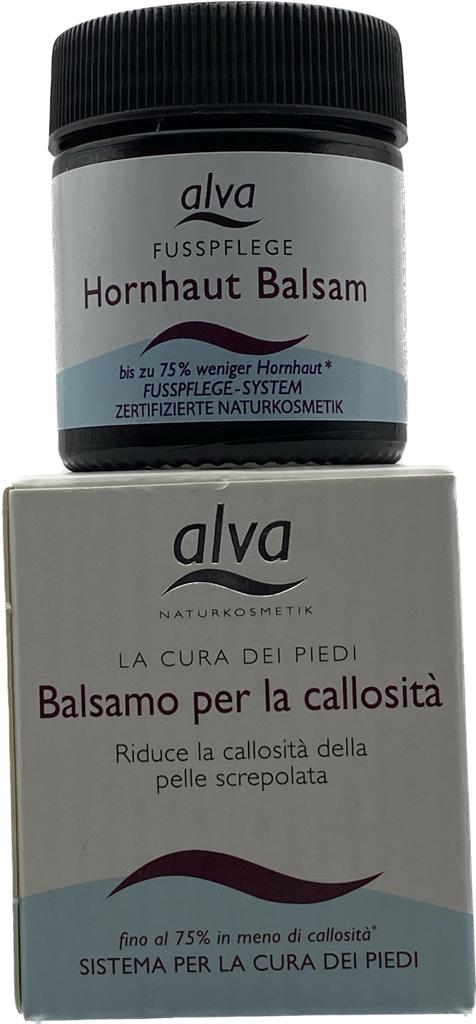 alva
FUSSPFLEGE
Hornhaut Balsam
bis zu 75% weniger Hornhaut*
FUSSPFLEGE-SYSTEM
ZERTIFIZIERTE NATURKOSMETIK
alva
NATURKOSMETIK
LA CURA DEI PIEDI
Balsamo per la callosità
Riduce la callosità della
pelle screpolata
fino al 75% in meno di callosità*
SISTEMA PER LA CURA DEI PIEDI